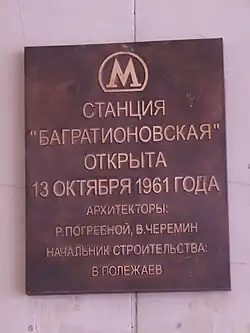 М
СТАНЦИЯ
"БАГРАТИОНОВСКАЯ"
ОТКРЫТА
13 ОКТЯБРЯ 1961 ГОДА
АРХИТЕКТОРЫ:
Р.ПОГРЕБНОЙ, В.ЧЕРЕМИН
НАЧАЛЬНИК СТРОИТЕЛЬСТВА:
В.ПОЛЕЖАЕВ